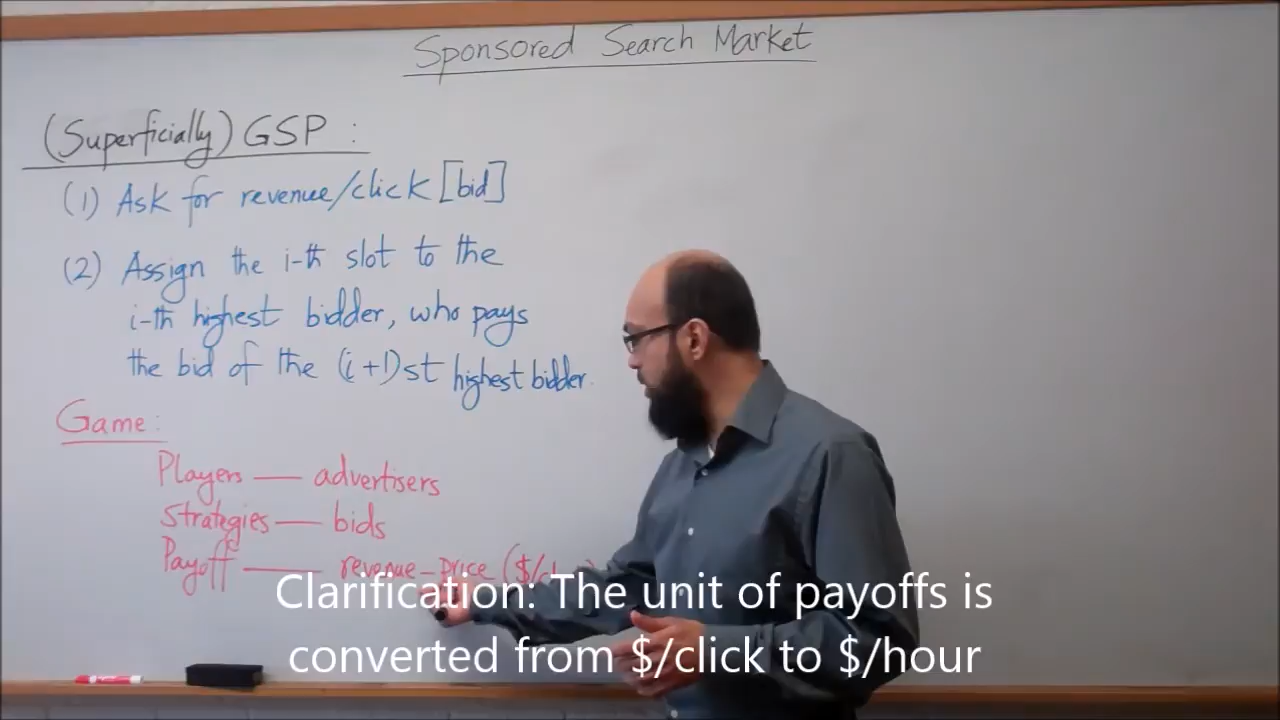 Sponsored Search Market
(Superficially) GSP :
(1) Ask for revenue/click [bid]
(2) Assign the i-th slot to the
i-th highest bidder, who pays
the bid of the (i+1)st highest bidder.
Game:
Players — advertisers
Strategies — bids
Payoff — revenue-price ($/
Clarification: The unit of payoffs is
converted from $/click to $/hour